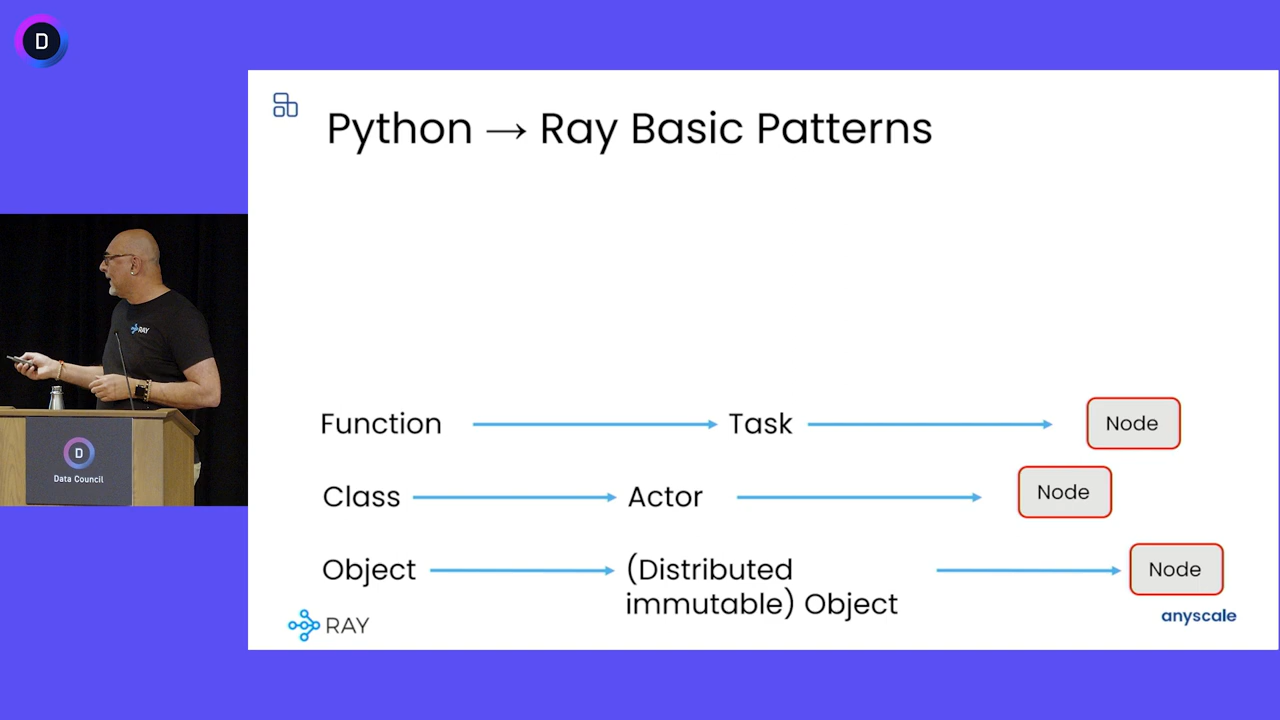 D
Python → Ray Basic Patterns
RAY
Function
Task
Node
Class
Actor
Node
Object
(Distributed
immutable) Object
Node
D
Data Council
RAY
anyscale